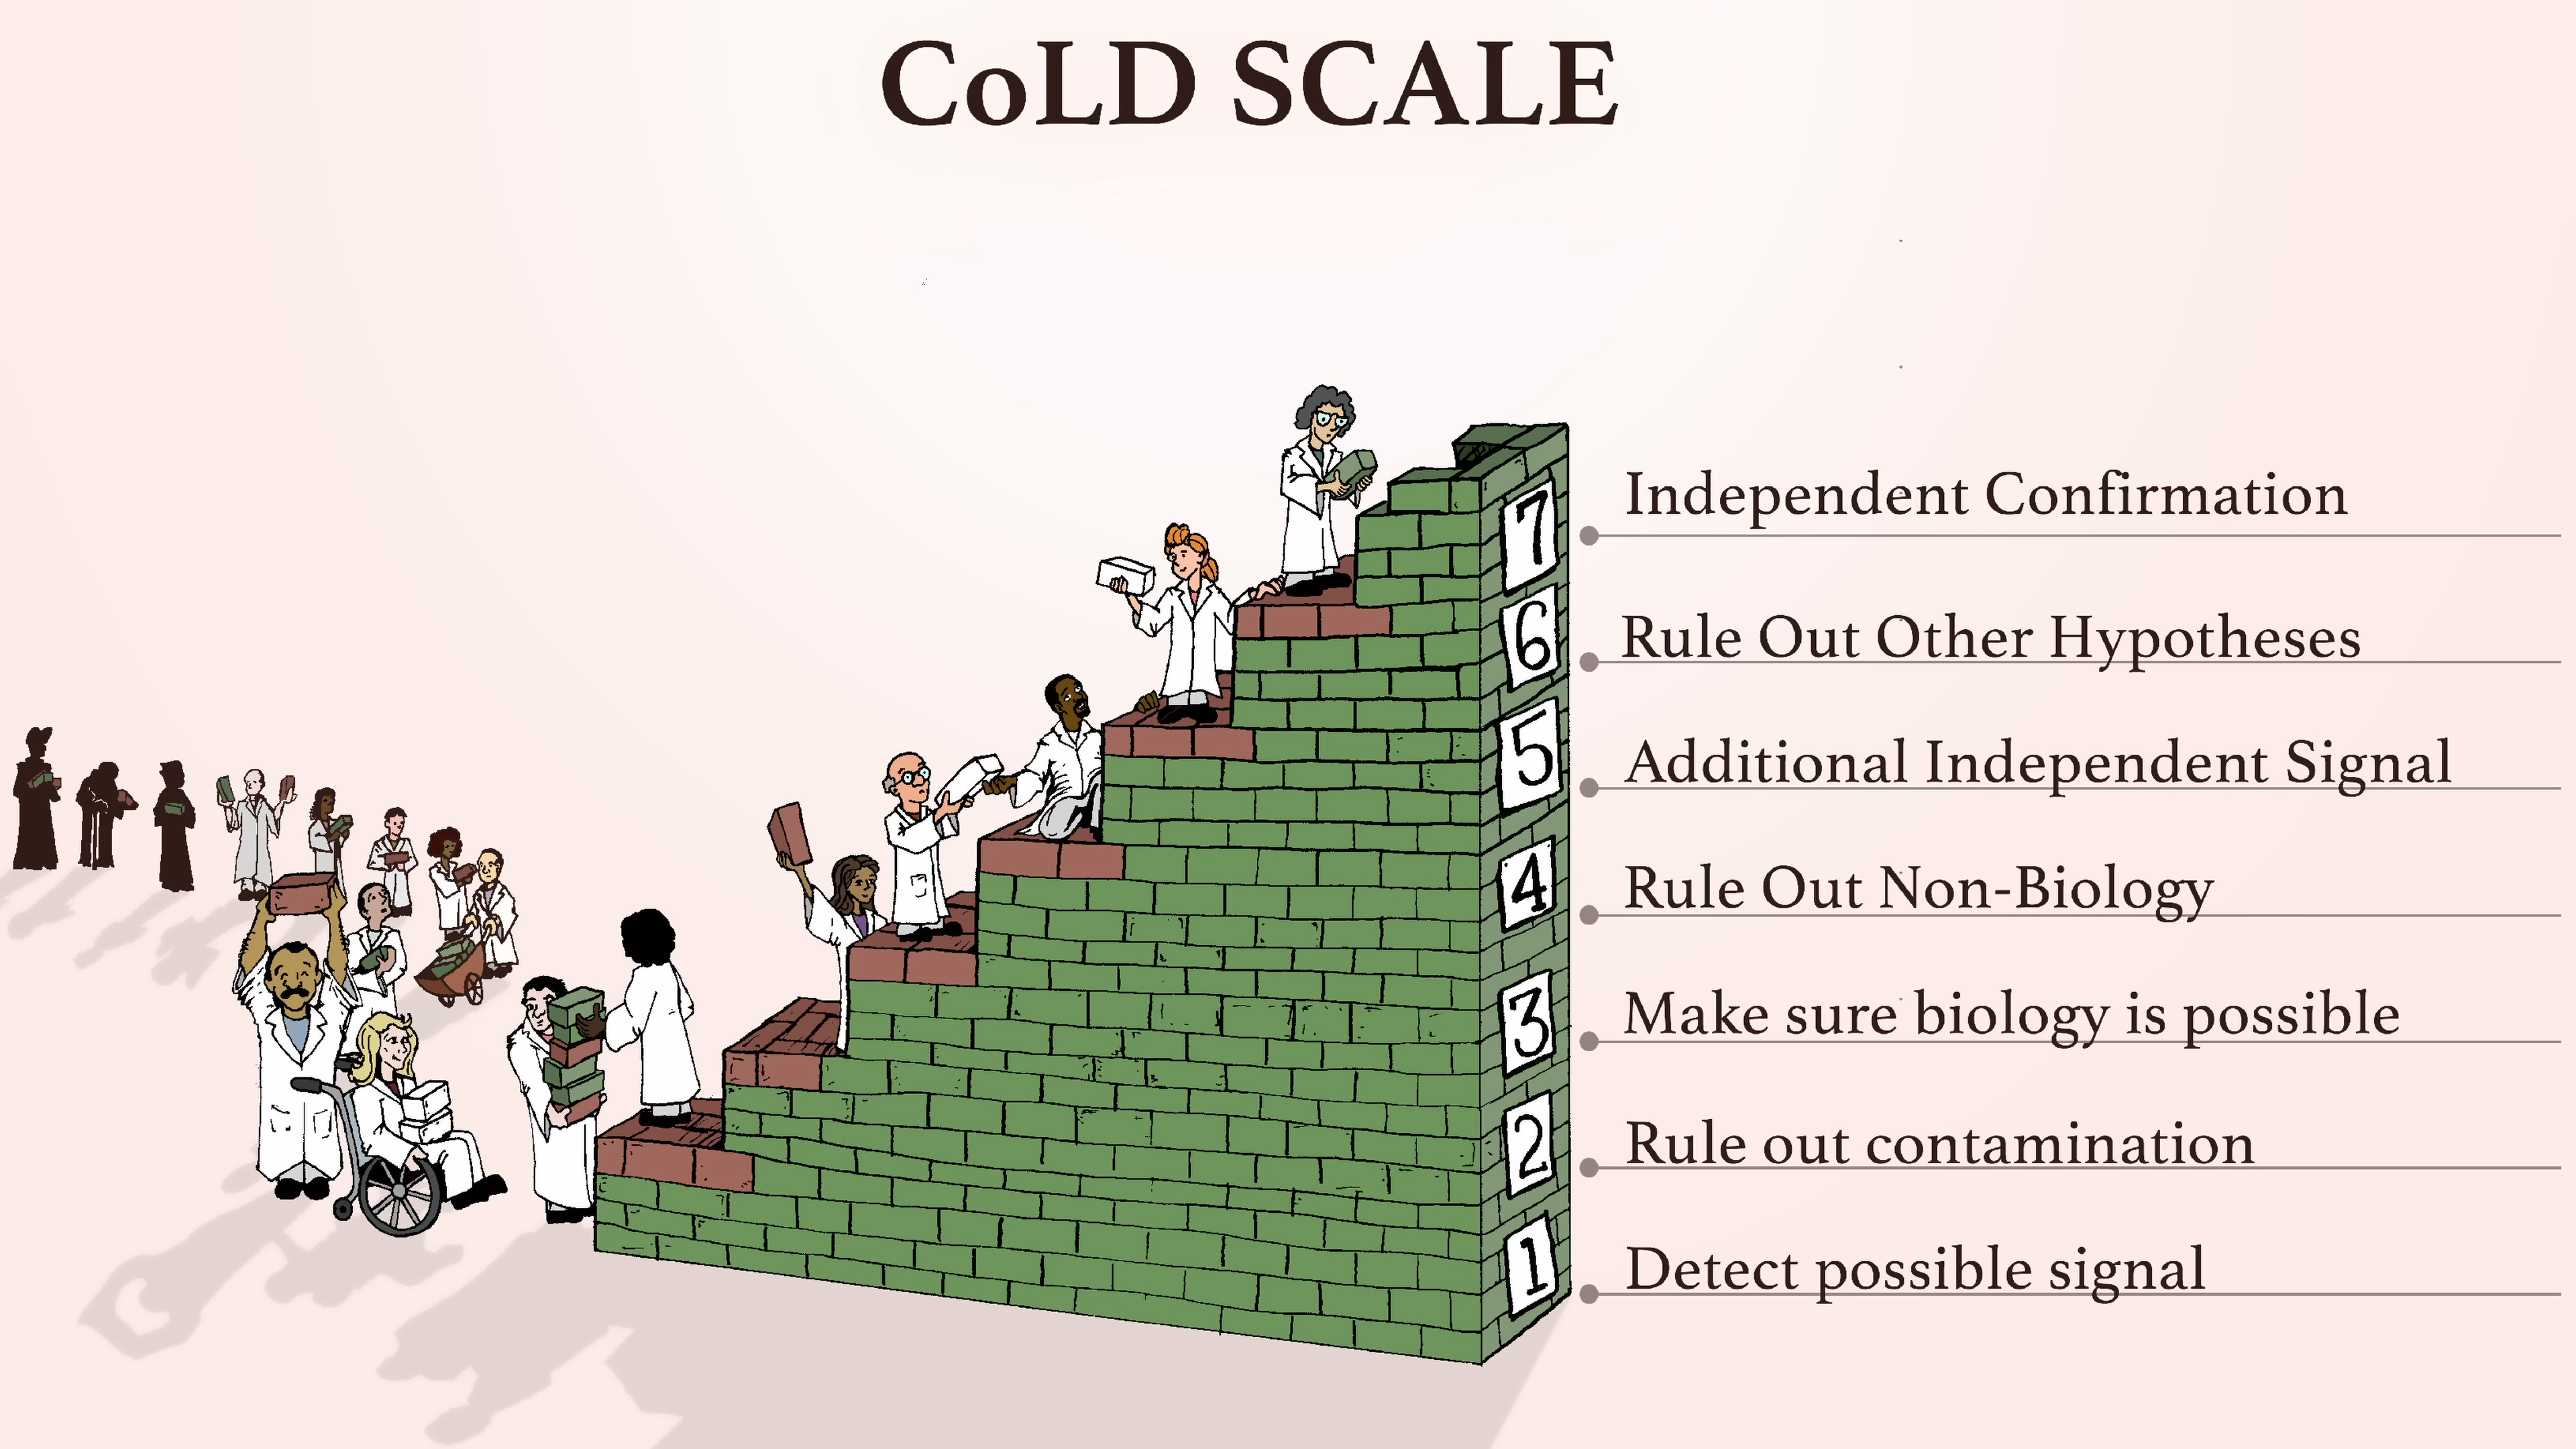 CoLD SCALE
7 Independent Confirmation
6 Rule Out Other Hypotheses
5 Additional Independent Signal
4 Rule Out Non-Biology
3 Make sure biology is possible
2 Rule out contamination
1 Detect possible signal